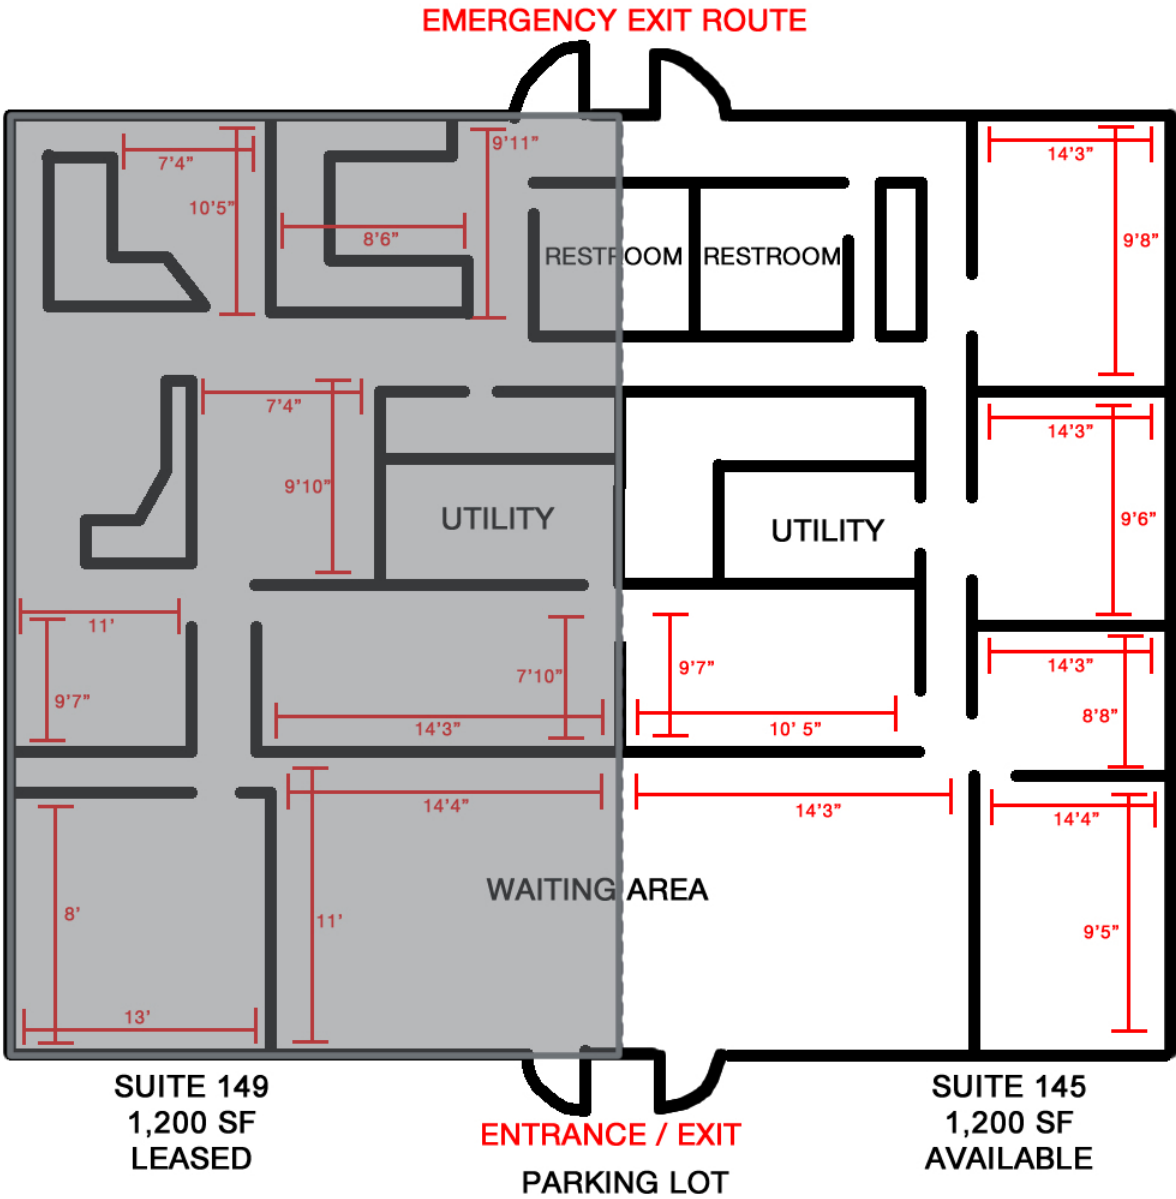 EMERGENCY EXIT ROUTE
7'4"
10'5"
9'11"
8'6"
RESTROOM
RESTROOM
14'3"
9'8"
7'4"
9'10"
UTILITY
UTILITY
14'3"
9'6"
11'
9'7"
7'10"
14'3"
9'7"
10' 5"
14'3"
8'8"
14'4"
14'3"
14'4"
WAITING AREA
8'
11'
9'5"
13'
SUITE 149
1,200 SF
LEASED
ENTRANCE / EXIT
PARKING LOT
SUITE 145
1,200 SF
AVAILABLE